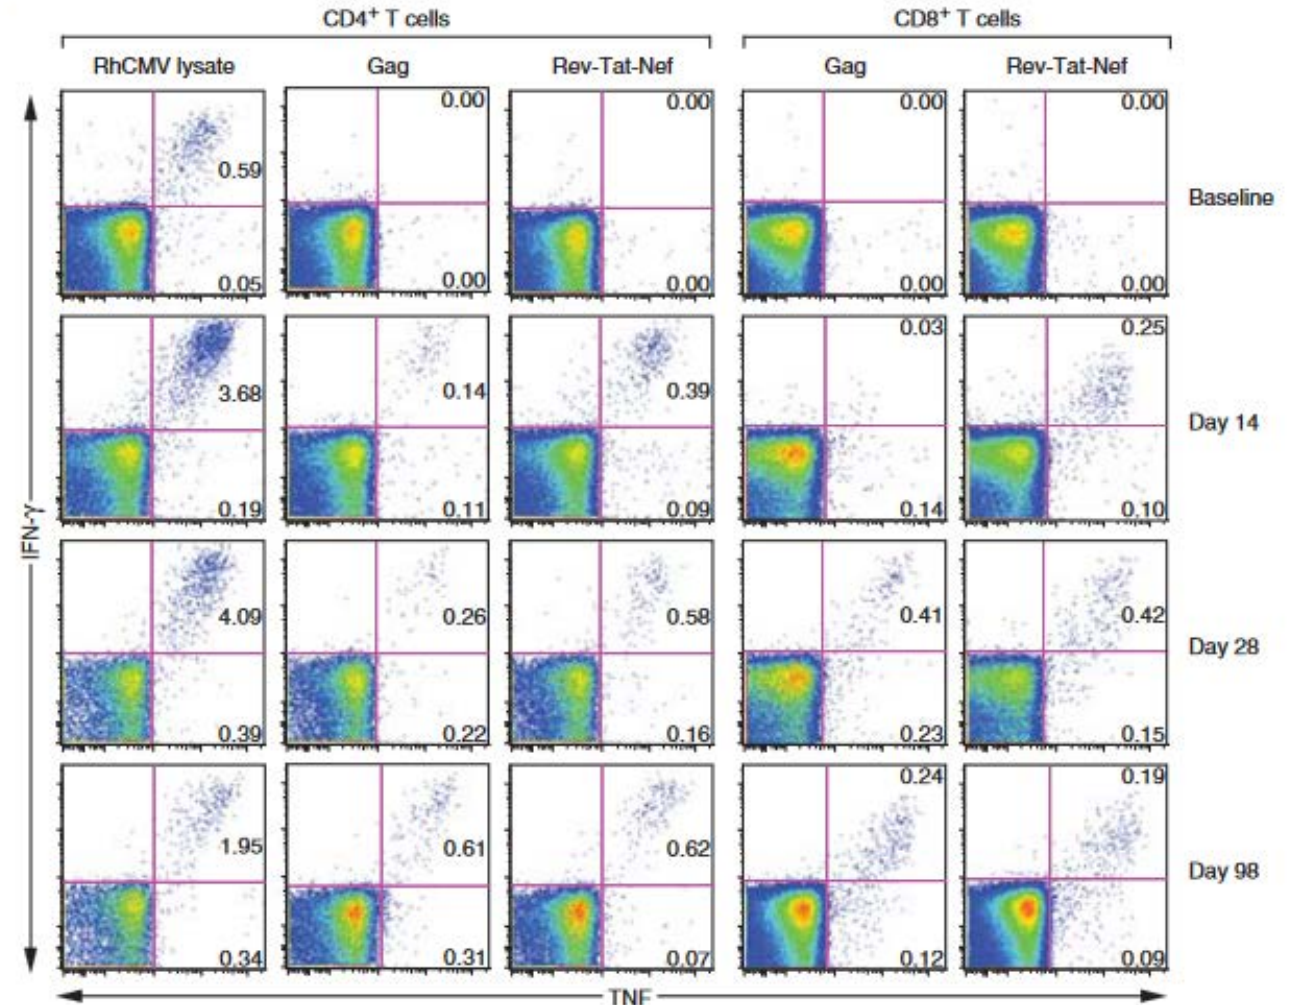 CD4+ T cells CD8+ T cells
RhCMV lysate Gag Rev-Tat-Nef Gag Rev-Tat-Nef
0.00 0.00 0.00 0.00
0.59
Baseline
0.05 0.00 0.00 0.00 0.00
0.03 0.25
3.68 0.14 0.39
Day 14
0.19 0.11 0.09 0.14 0.10
4.09 0.26 0.58 0.41 0.42
Day 28
0.39 0.22 0.16 0.23 0.15
0.24 0.19
1.95 0.61 0.62
Day 98
0.34 0.31 0.07 0.12 0.09
IFN-γ
TNF